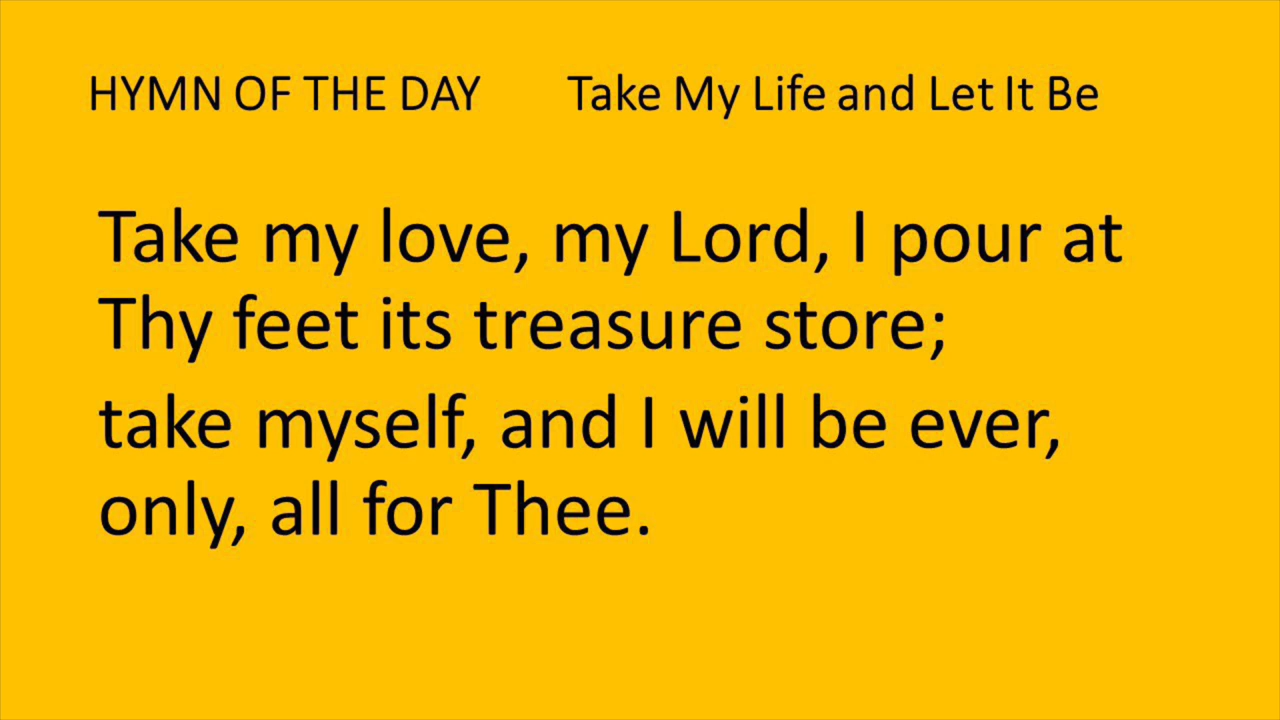 HYMN OF THE DAY Take My Life and Let It Be
Take my love, my Lord, I pour at
Thy feet its treasure store;
take myself, and I will be ever,
only, all for Thee.